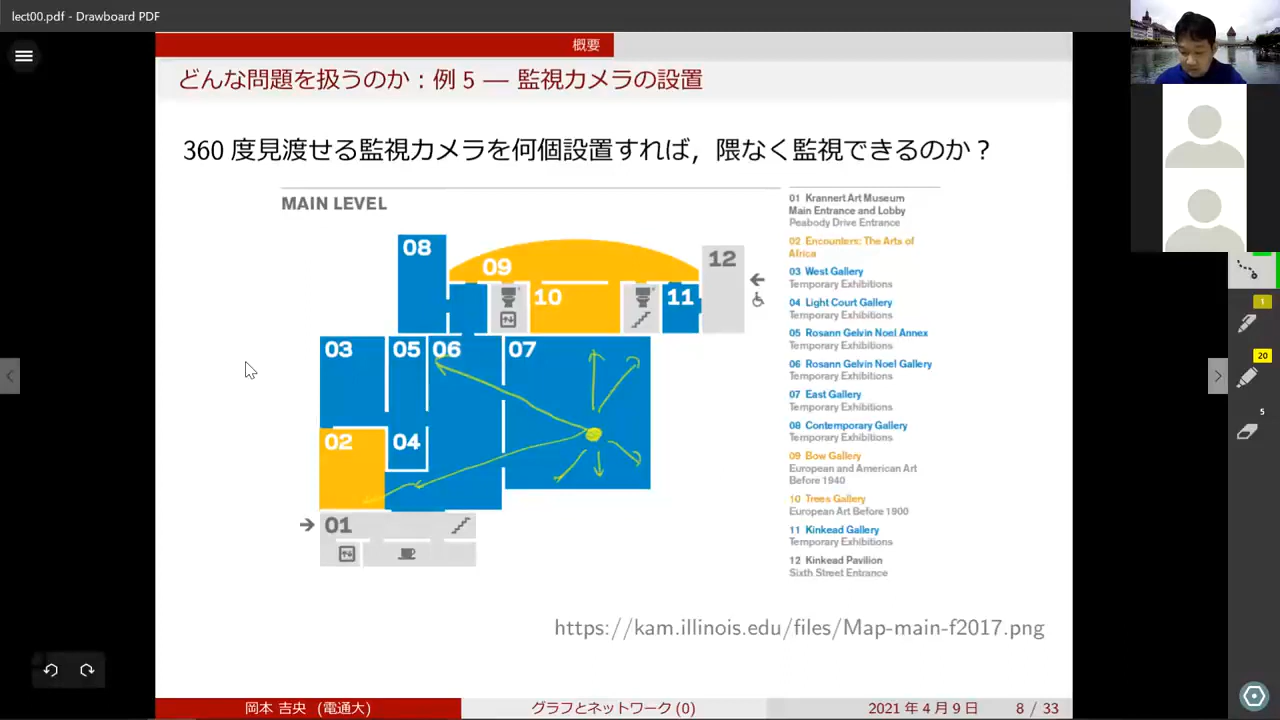 lect00.pdf - Drawboard PDF
概要
どんな問題を扱うのか：例 5 — 監視カメラの設置
360 度見渡せる監視カメラを何個設置すれば，隈なく監視できるのか？
MAIN LEVEL
08
09
12
10
11
03
05
06
07
02
04
01
01 Krannert Art Museum
Main Entrance and Lobby
Peabody Drive Entrance
02 Encounters: The Arts of
Africa
03 West Gallery
Temporary Exhibitions
04 Light Court Gallery
Temporary Exhibitions
05 Rosann Gelvin Noel Annex
Temporary Exhibitions
06 Rosann Gelvin Noel Gallery
Temporary Exhibitions
07 East Gallery
Temporary Exhibitions
08 Contemporary Gallery
Temporary Exhibitions
09 Bow Gallery
European and American Art
Before 1940
10 Trees Gallery
European Art Before 1900
11 Kinkead Gallery
Temporary Exhibitions
12 Kinkead Pavilion
Sixth Street Entrance
https://kam.illinois.edu/files/Map-main-f2017.png
岡本 吉央 (電通大)
グラフとネットワーク (0)
2021 年 4 月 9 日
8 / 33
1
20
5